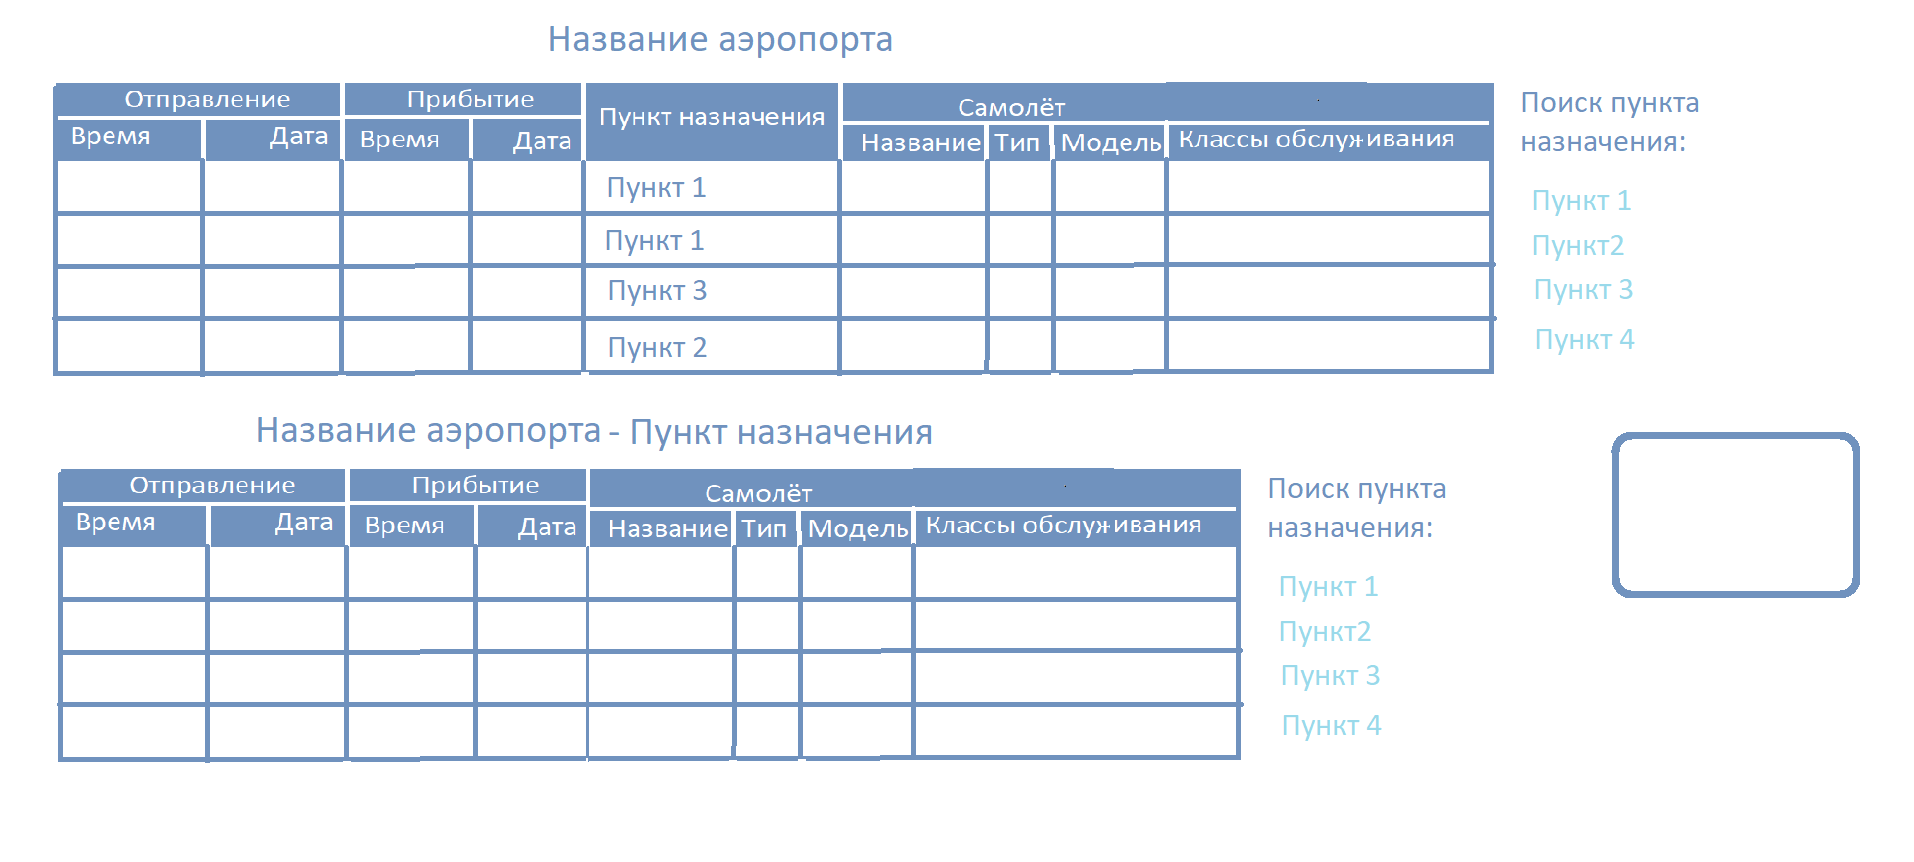 Название аэропорта
Отправление Прибытие Пункт назначения Самолёт
Время Дата Время Дата Название Тип Модель Классы обслуживания
Пункт 1
Пункт 1
Пункт 3
Пункт 2
Поиск пункта
назначения:
Пункт 1
Пункт2
Пункт 3
Пункт 4
Название аэропорта - Пункт назначения
Отправление Прибытие Самолёт
Время Дата Время Дата Название Тип Модель Классы обслуживания
Поиск пункта
назначения:
Пункт 1
Пункт2
Пункт 3
Пункт 4